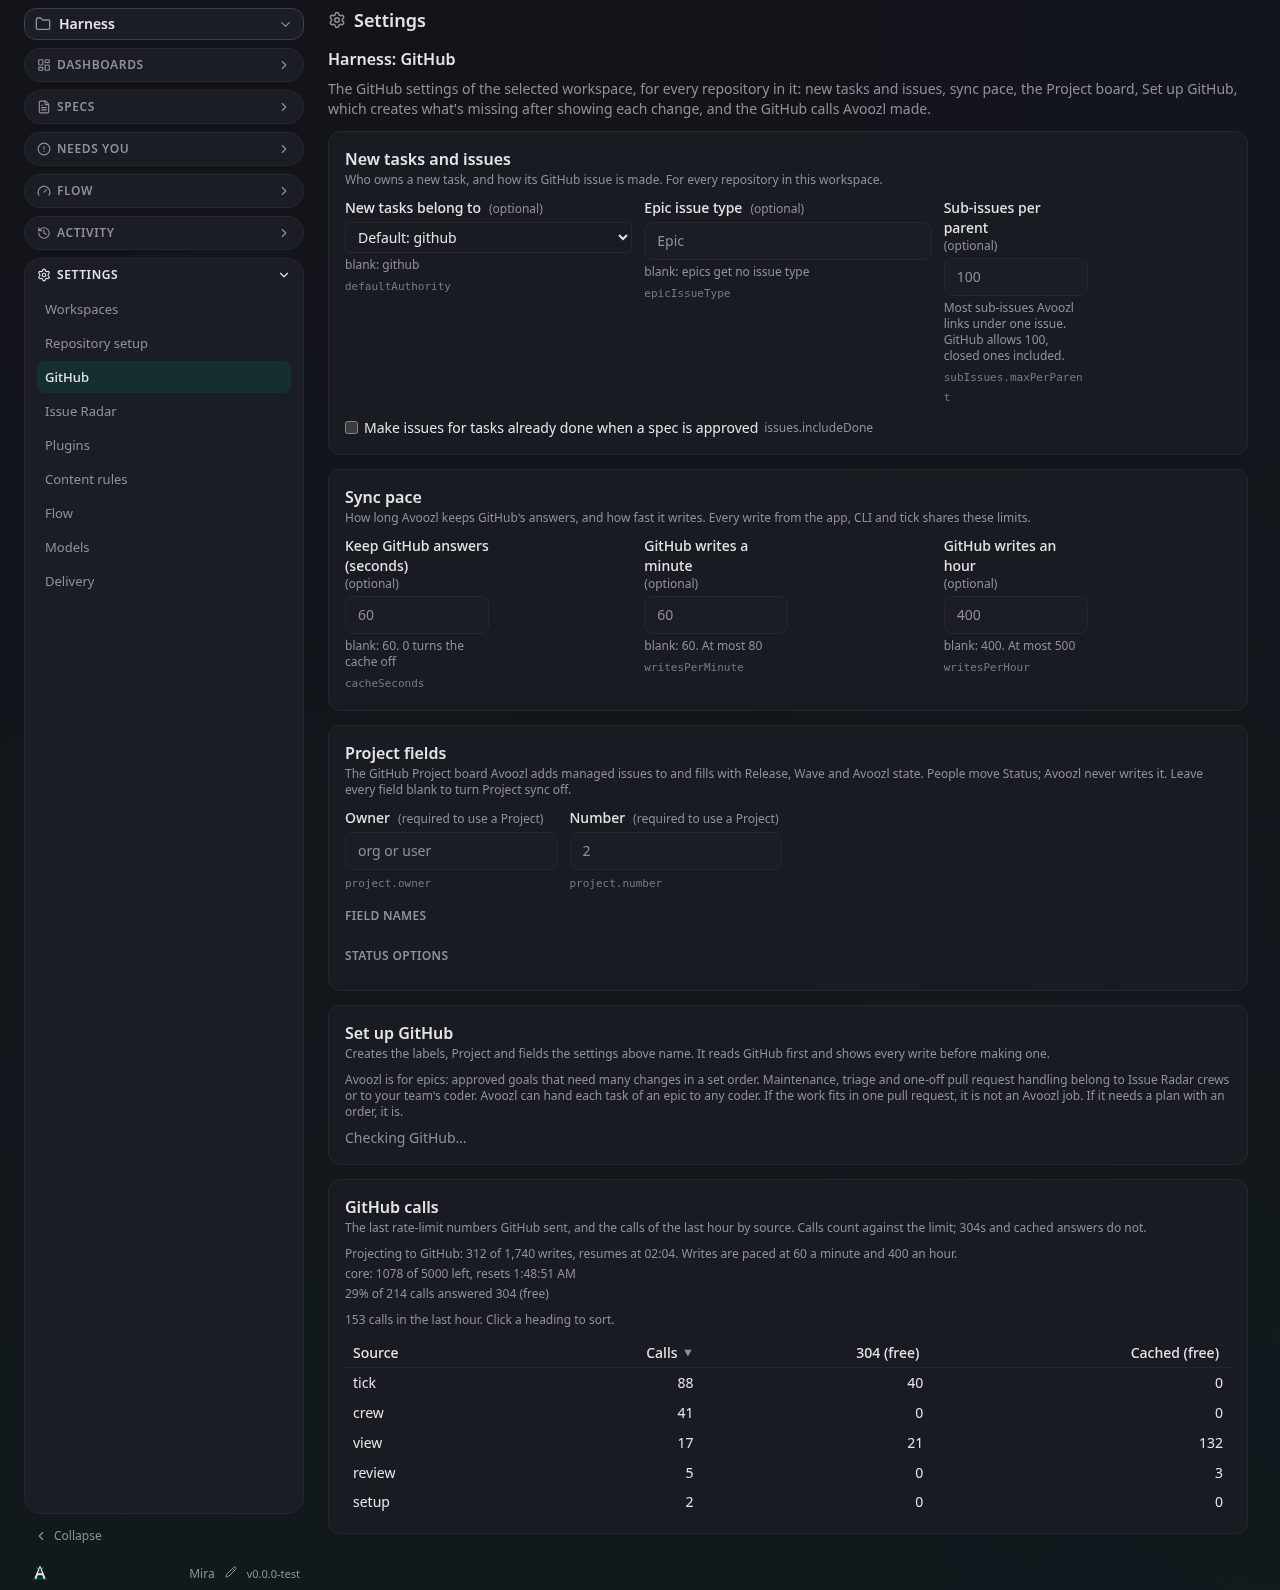 Harness
DASHBOARDS
SPECS
NEEDS YOU
FLOW
ACTIVITY
SETTINGS
Workspaces
Repository setup
GitHub
Issue Radar
Plugins
Content rules
Flow
Models
Delivery
Collapse
A
Mira
v0.0.0-test
Settings
Harness: GitHub
The GitHub settings of the selected workspace, for every repository in it: new tasks and issues, sync pace, the Project board, Set up GitHub,
which creates what's missing after showing each change, and the GitHub calls Avoozl made.
New tasks and issues
Who owns a new task, and how its GitHub issue is made. For every repository in this workspace.
New tasks belong to (optional)
Default: github
blank: github
defaultAuthority
Epic issue type (optional)
Epic
blank: epics get no issue type
epicIssueType
Sub-issues per
parent
(optional)
100
Most sub-issues Avoozl
links under one issue.
GitHub allows 100,
closed ones included.
subIssues.maxPerParen
t
Make issues for tasks already done when a spec is approved issues.includeDone
Sync pace
How long Avoozl keeps GitHub's answers, and how fast it writes. Every write from the app, CLI and tick shares these limits.
Keep GitHub answers
(seconds)
(optional)
60
blank: 60. 0 turns the
cache off
cacheSeconds
GitHub writes a
minute
(optional)
60
blank: 60. At most 80
writesPerMinute
GitHub writes an
hour
(optional)
400
blank: 400. At most 500
writesPerHour
Project fields
The GitHub Project board Avoozl adds managed issues to and fills with Release, Wave and Avoozl state. People move Status; Avoozl never writes it. Leave
every field blank to turn Project sync off.
Owner (required to use a Project)
org or user
project.owner
Number (required to use a Project)
2
project.number
FIELD NAMES
STATUS OPTIONS
Set up GitHub
Creates the labels, Project and fields the settings above name. It reads GitHub first and shows every write before making one.
Avoozl is for epics: approved goals that need many changes in a set order. Maintenance, triage and one-off pull request handling belong to Issue Radar crews
or to your team's coder. Avoozl can hand each task of an epic to any coder. If the work fits in one pull request, it is not an Avoozl job. If it needs a plan with an
order, it is.
Checking GitHub...
GitHub calls
The last rate-limit numbers GitHub sent, and the calls of the last hour by source. Calls count against the limit; 304s and cached answers do not.
Projecting to GitHub: 312 of 1,740 writes, resumes at 02:04. Writes are paced at 60 a minute and 400 an hour.
core: 1078 of 5000 left, resets 1:48:51 AM
29% of 214 calls answered 304 (free)
153 calls in the last hour. Click a heading to sort.
Source Calls ▼ 304 (free) Cached (free)
tick 88 40 0
crew 41 0 0
view 17 21 132
review 5 0 3
setup 2 0 0